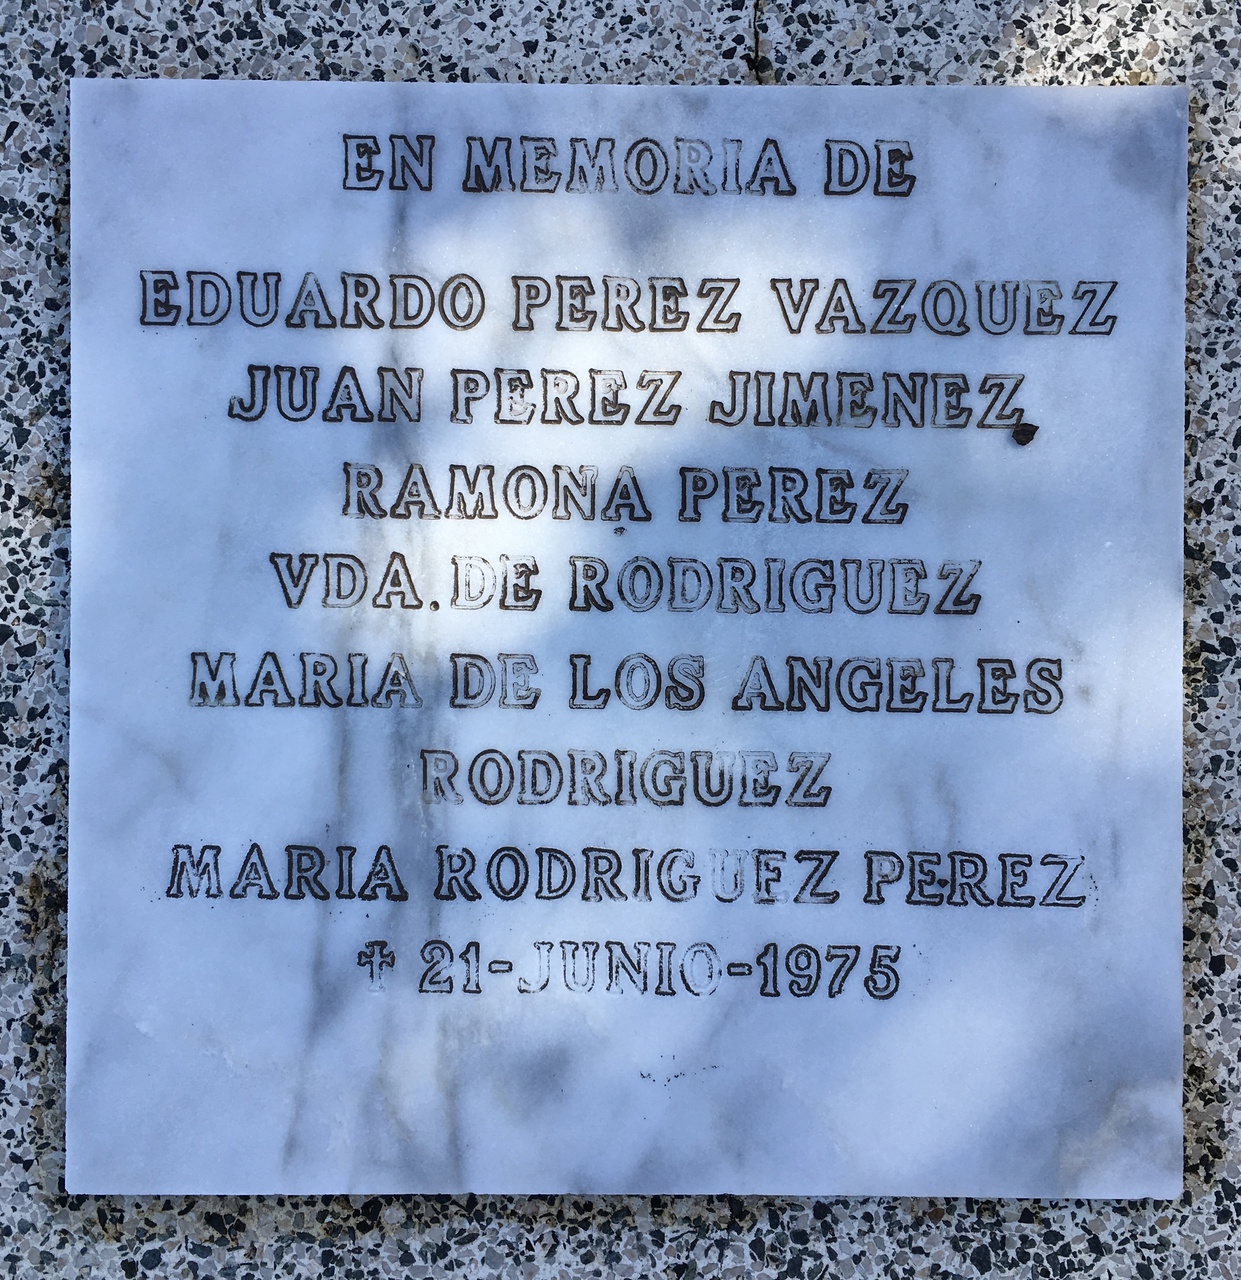 EN MEMORIA DE
EDUARDO PEREZ VAZQUEZ
JUAN PEREZ JIMENEZ
RAMONA PEREZ
VDA. DE RODRIGUEZ
MARIA DE LOS ANGELES
RODRIGUEZ
MARIA RODRIGUEZ PEREZ
✝ 21-JUNIO-1975